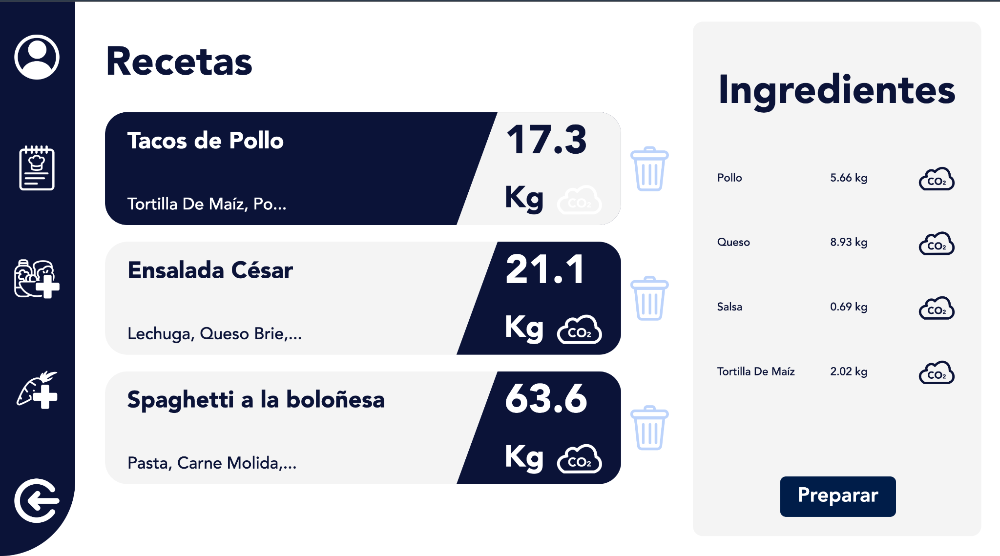 Recetas
Tacos de Pollo
Tortilla De Maíz, Po...
17.3
Kg CO₂
Ensalada César
Lechuga, Queso Brie,...
21.1
Kg CO₂
Spaghetti a la boloñesa
Pasta, Carne Molida,...
63.6
Kg CO₂
Ingredientes
Pollo 5.66 kg CO₂
Queso 8.93 kg CO₂
Salsa 0.69 kg CO₂
Tortilla De Maíz 2.02 kg CO₂
Preparar